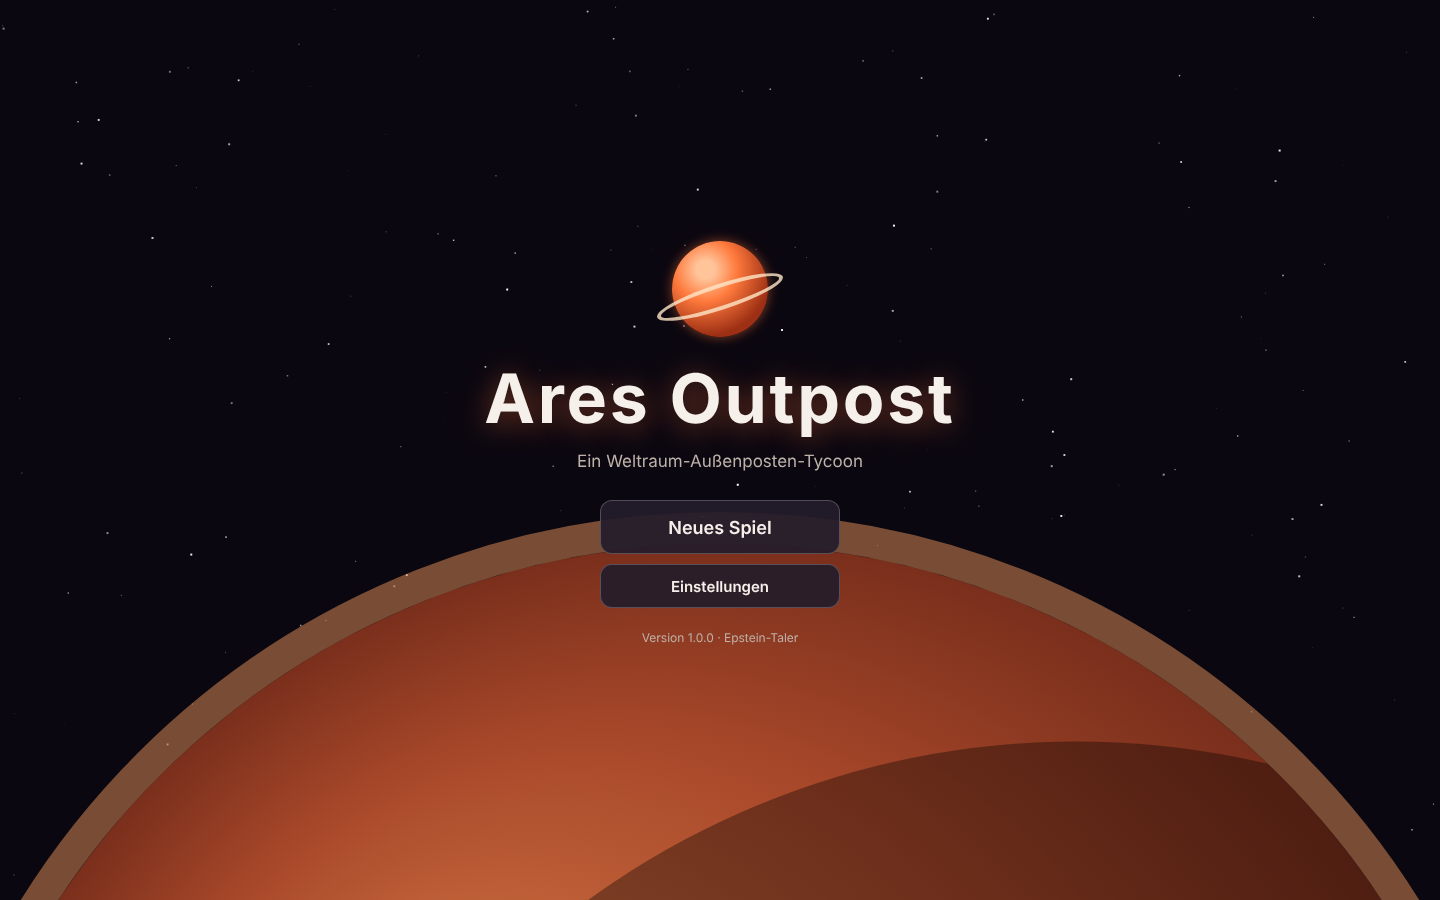 Ares Outpost
Ein Weltraum-Außenposten-Tycoon
Neues Spiel
Einstellungen
Version 1.0.0 · Epstein-Taler